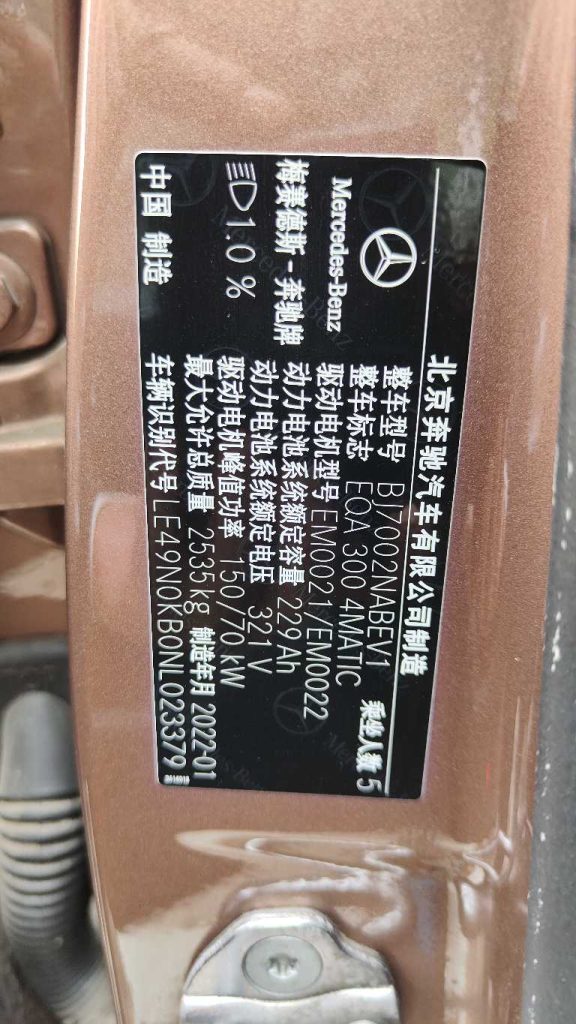 北京奔驰汽车有限公司制造
Mercedes-Benz
梅赛德斯-奔驰牌
1.0 %
中国 制造
整车型号 BJ7002NABEV1
整车标志 EQA 300 4MATIC 乘坐人数 5
驱动电机型号 EM0021/EM0022
动力电池系统额定容量 229 Ah
动力电池系统额定电压 321 V
驱动电机峰值功率 150/70 kW
最大允许总质量 2535kg 制造年月 2022-01
车辆识别代号 LE49N0KB0NL023379